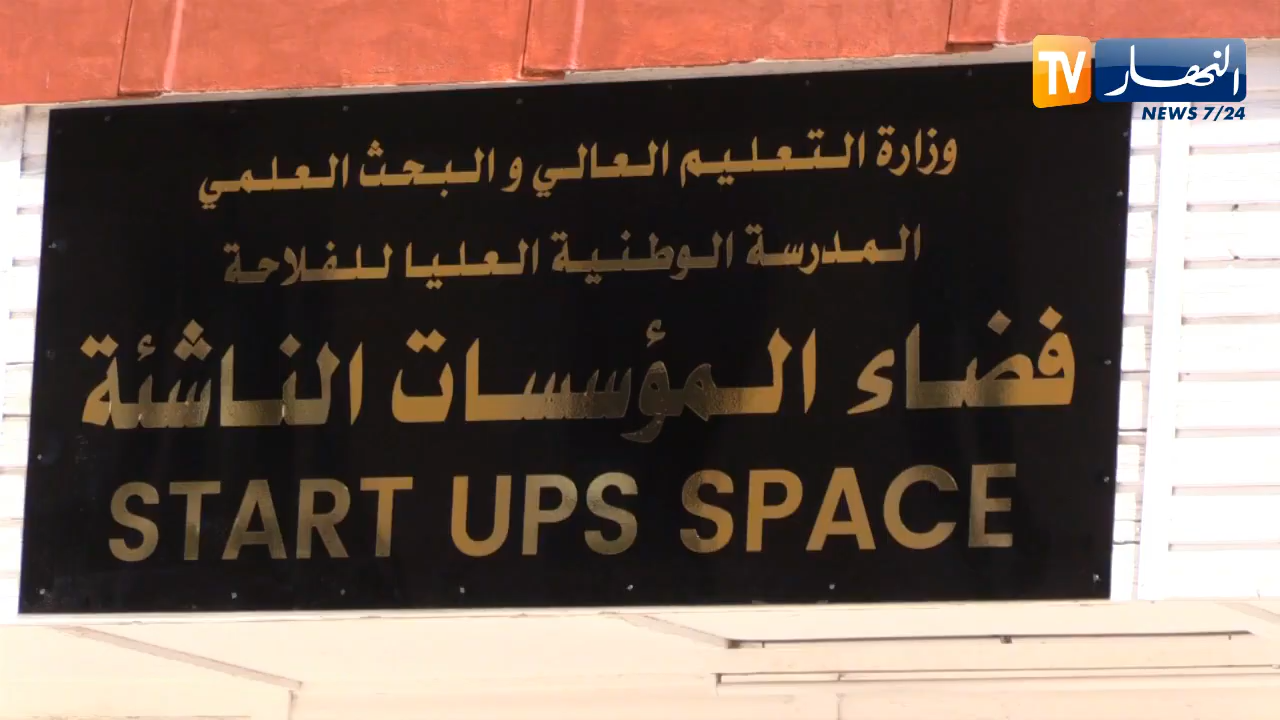 TV النهار
NEWS 7/24
وزارة التعليم العالي و البحث العلمي
المدرسة الوطنية العليا للفلاحة
فضاء المؤسسات الناشئة
START UPS SPACE